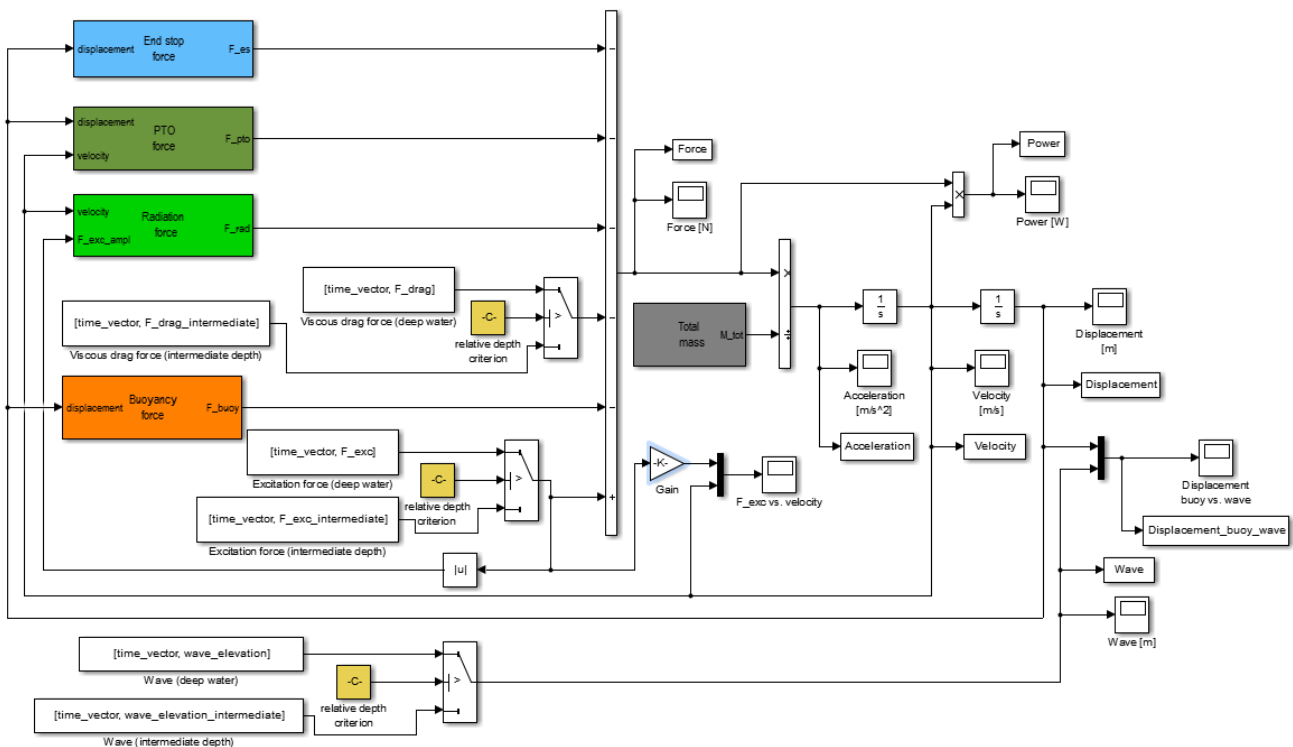 displacement
End stop
force
F_es
displacement
velocity
PTO
force
F_pto
velocity
F_exc_ampl
Radiation
force
F_rad
[time_vector, F_drag]
Viscous drag force (deep water)
[time_vector, F_drag_intermediate]
Viscous drag force (intermediate depth)
-C-
relative depth
criterion
>
displacement
Buoyancy
force
F_buoy
[time_vector, F_exc]
Excitation force (deep water)
-C-
relative depth
criterion
>
[time_vector, F_exc_intermediate]
Excitation force (intermediate depth)
|u|
−
−
−
−
−
+
Force
Force [N]
Total
mass
M_tot
×
÷
×
Power
Power [W]
1
s
1
s
Acceleration
[m/s^2]
Acceleration
Velocity
[m/s]
Velocity
Displacement
[m]
Displacement
-K-
Gain
F_exc vs. velocity
Displacement
buoy vs. wave
Displacement_buoy_wave
Wave
Wave [m]
[time_vector, wave_elevation]
Wave (deep water)
-C-
relative depth
criterion
>
[time_vector, wave_elevation_intermediate]
Wave (intermediate depth)